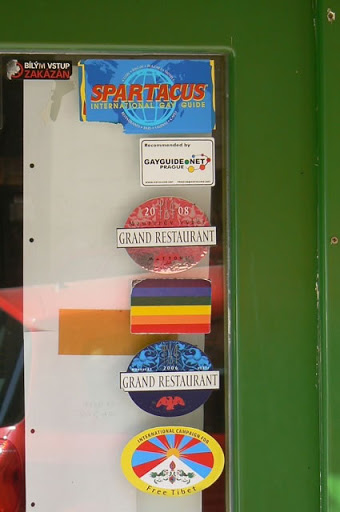 BÍLÝM VSTUP
ZAKÁZÁN
SPARTACUS
INTERNATIONAL GAY GUIDE
Recommended by
GAYGUIDE.NET
PRAGUE
20 08
GRAND RESTAURANT
2006
GRAND RESTAURANT
INTERNATIONAL CAMPAIGN FOR
Free Tibet